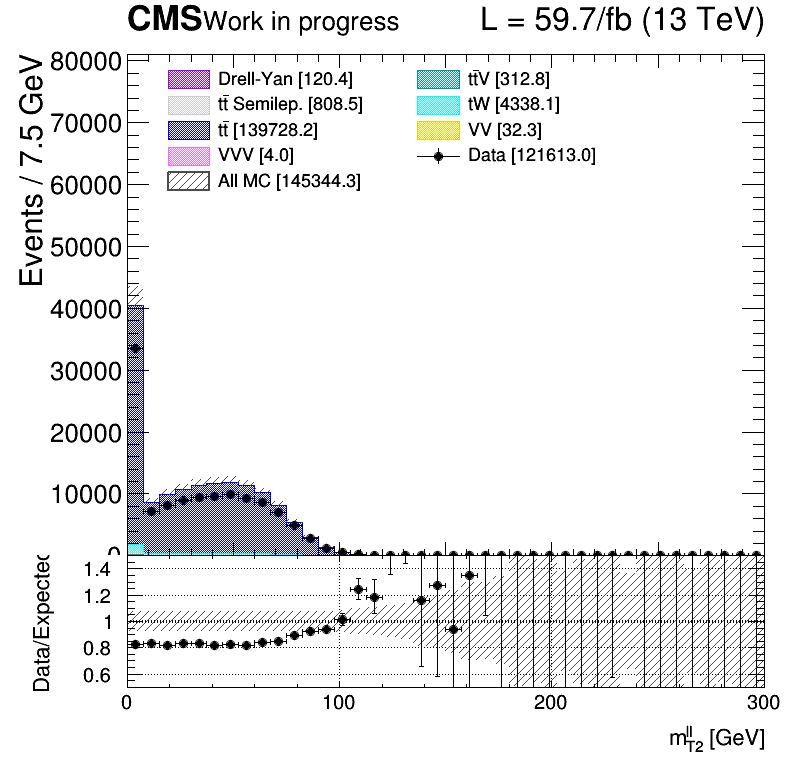 CMS Work in progress L = 59.7/fb (13 TeV)
Events / 7.5 GeV
80000
70000
60000
50000
40000
30000
20000
10000
0
Drell-Yan [120.4]
tt̄ Semilep. [808.5]
tt̄ [139728.2]
VVV [4.0]
All MC [145344.3]
tt̄V [312.8]
tW [4338.1]
VV [32.3]
Data [121613.0]
Data/Expected
1.4
1.2
1
0.8
0.6
0 100 200 300
m_{T2}^{ll} [GeV]